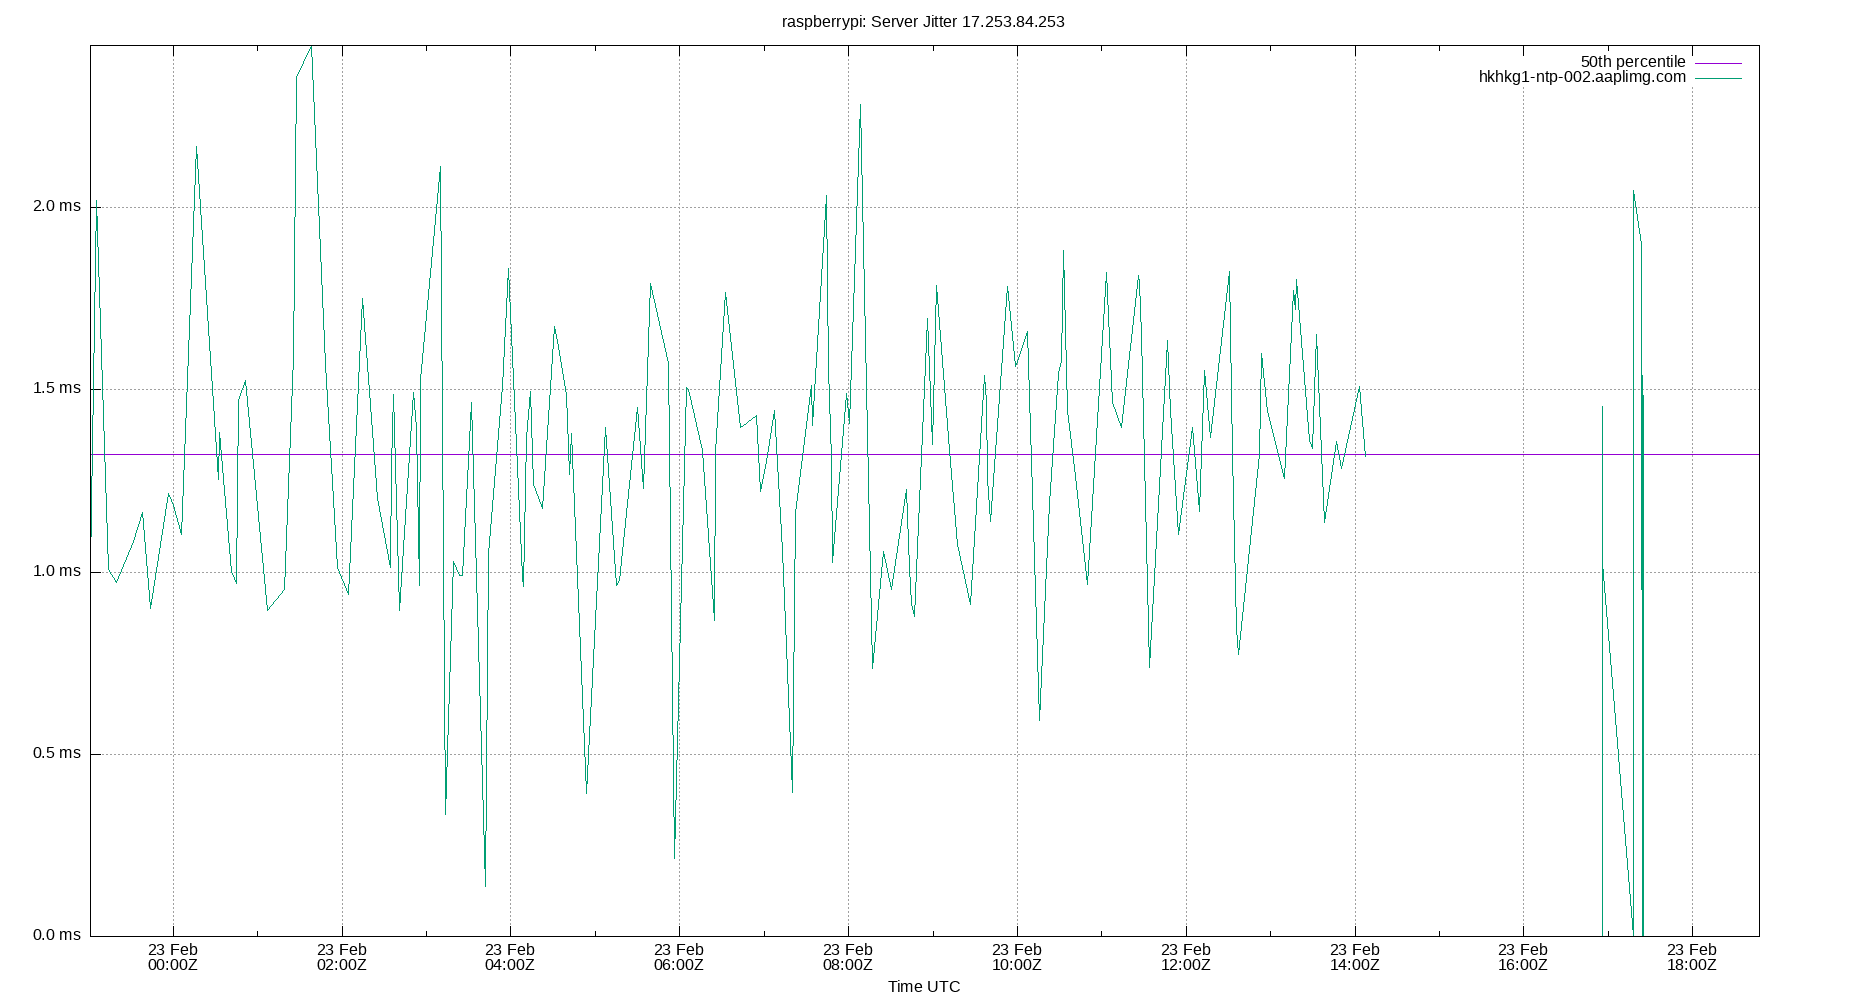 raspberrypi: Server Jitter 17.253.84.253
50th percentile
hkhkg1-ntp-002.aaplimg.com
2.0 ms
1.5 ms
1.0 ms
0.5 ms
0.0 ms
23 Feb 23 Feb 23 Feb 23 Feb 23 Feb 23 Feb 23 Feb 23 Feb 23 Feb 23 Feb
00:00Z 02:00Z 04:00Z 06:00Z 08:00Z 10:00Z 12:00Z 14:00Z 16:00Z 18:00Z
Time UTC